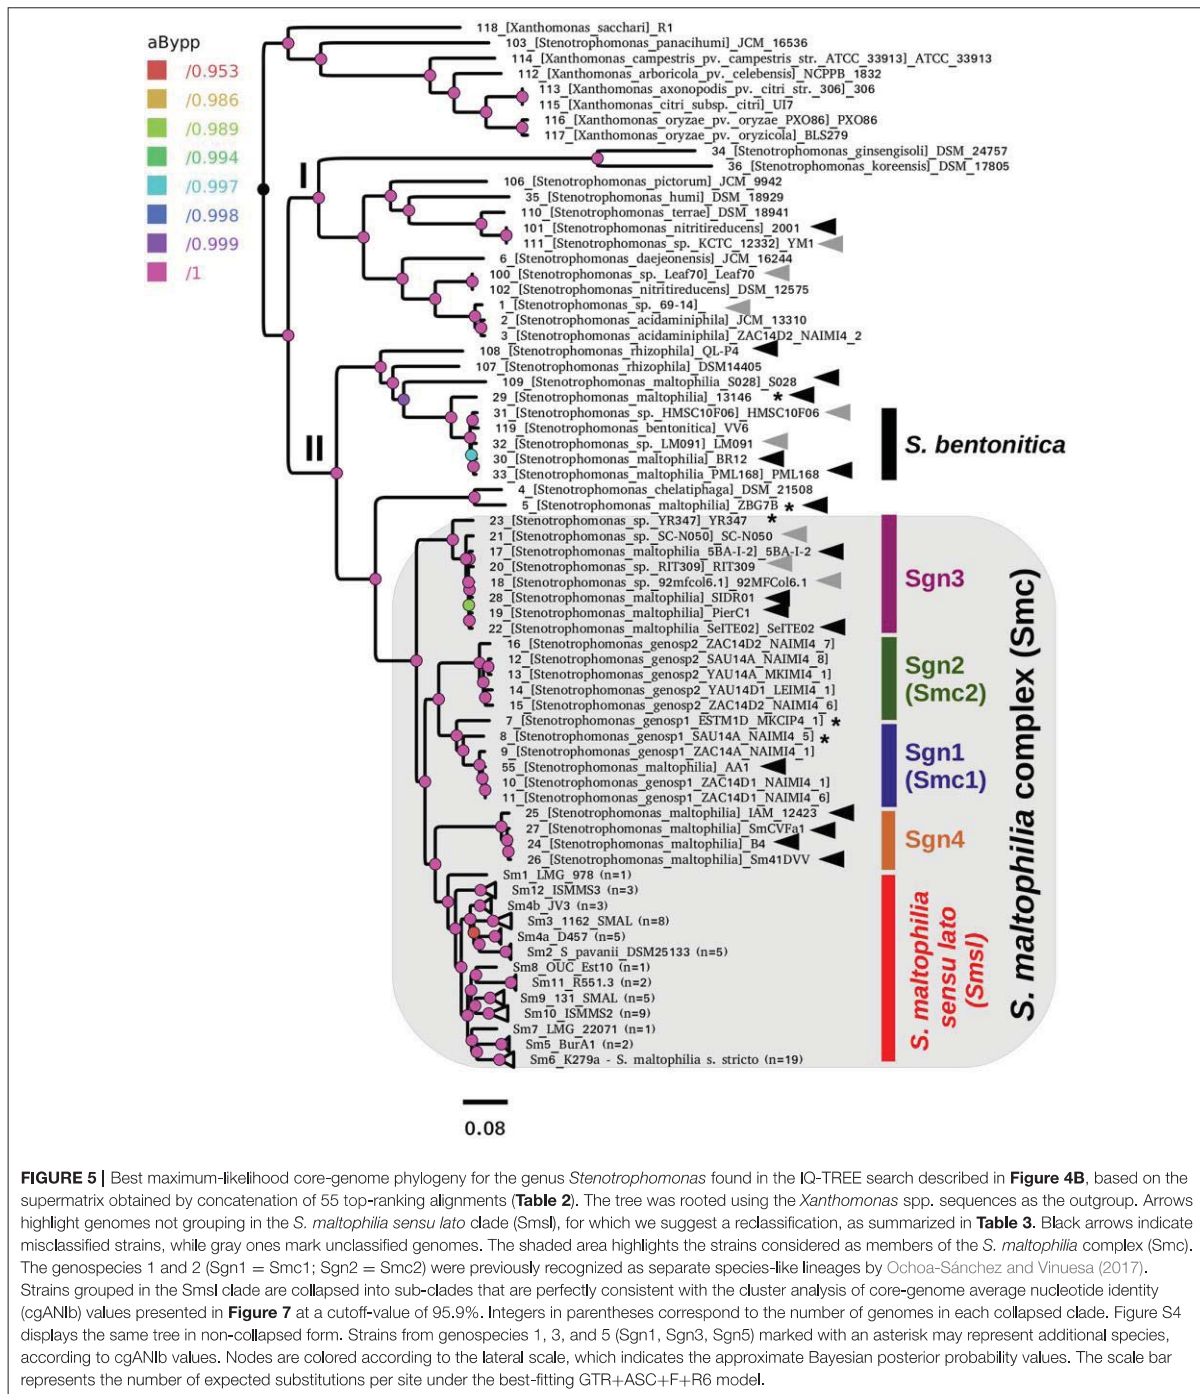 aBypp
/0.953
/0.986
/0.989
/0.994
/0.997
/0.998
/0.999
/1
118_[Xanthomonas_sacchari]_R1
103_[Stenotrophomonas_panacihumi]_JCM_16536
114_[Xanthomonas_campestris_pv._campestris_str._ATCC_33913]_ATCC_33913
112_[Xanthomonas_arboricola_pv._celebensis]_NCPPB_1832
113_[Xanthomonas_axonopodis_pv._citri_str._306]_306
115_[Xanthomonas_citri_subsp._citri]_UI7
116_[Xanthomonas_oryzae_pv._oryzae_PXO86]_PXO86
117_[Xanthomonas_oryzae_pv._oryzicola]_BLS279
34_[Stenotrophomonas_ginsengisoli]_DSM_24757
36_[Stenotrophomonas_koreensis]_DSM_17805
I
106_[Stenotrophomonas_pictorum]_JCM_9942
35_[Stenotrophomonas_humi]_DSM_18929
110_[Stenotrophomonas_terrae]_DSM_18941
101_[Stenotrophomonas_nitritireducens]_2001
111_[Stenotrophomonas_sp._KCTC_12332]_YM1
6_[Stenotrophomonas_daejeonensis]_JCM_16244
100_[Stenotrophomonas_sp._Leaf70]_Leaf70
102_[Stenotrophomonas_nitritireducens]_DSM_12575
1_[Stenotrophomonas_sp._69-14]_
2_[Stenotrophomonas_acidaminiphila]_JCM_13310
3_[Stenotrophomonas_acidaminiphila]_ZAC14D2_NAIMI4_2
108_[Stenotrophomonas_rhizophila]_QL-P4
107_[Stenotrophomonas_rhizophila]_DSM14405
109_[Stenotrophomonas_maltophilia_S028]_S028
29_[Stenotrophomonas_maltophilia]_13146 *
31_[Stenotrophomonas_sp._HMSC10F06]_HMSC10F06
119_[Stenotrophomonas_bentonitica]_VV6
32_[Stenotrophomonas_sp._LM091]_LM091
30_[Stenotrophomonas_maltophilia]_BR12
33_[Stenotrophomonas_maltophilia_PML168]_PML168
S. bentonitica
II
4_[Stenotrophomonas_chelatiphaga]_DSM_21508
5_[Stenotrophomonas_maltophilia]_ZBG7B *
23_[Stenotrophomonas_sp._YR347]_YR347 *
21_[Stenotrophomonas_sp._SC-N050]_SC-N050
17_[Stenotrophomonas_maltophilia_5BA-I-2]_5BA-I-2
20_[Stenotrophomonas_sp._RIT309]_RIT309
18_[Stenotrophomonas_sp._92mfcol6.1]_92MFCol6.1
28_[Stenotrophomonas_maltophilia]_SIDR01
19_[Stenotrophomonas_maltophilia]_PierC1
22_[Stenotrophomonas_maltophilia_SeITE02]_SeITE02
Sgn3
16_[Stenotrophomonas_genosp2_ZAC14D2_NAIMI4_7]
12_[Stenotrophomonas_genosp2_SAU14A_NAIMI4_8]
13_[Stenotrophomonas_genosp2_YAU14A_MKIMI4_1]
14_[Stenotrophomonas_genosp2_YAU14D1_LEIMI4_1]
15_[Stenotrophomonas_genosp2_ZAC14D2_NAIMI4_6]
Sgn2
(Smc2)
7_[Stenotrophomonas_genosp1_ESTM1D_MKCIP4_1] *
8_[Stenotrophomonas_genosp1_SAU14A_NAIMI4_5] *
9_[Stenotrophomonas_genosp1_ZAC14A_NAIMI4_1]
55_[Stenotrophomonas_maltophilia]_AA1
10_[Stenotrophomonas_genosp1_ZAC14D1_NAIMI4_1]
11_[Stenotrophomonas_genosp1_ZAC14D1_NAIMI4_6]
Sgn1
(Smc1)
25_[Stenotrophomonas_maltophilia]_IAM_12423
27_[Stenotrophomonas_maltophilia]_SmCVFa1
24_[Stenotrophomonas_maltophilia]_B4
26_[Stenotrophomonas_maltophilia]_Sm41DVV
Sgn4
Sm1_LMG_978 (n=1)
Sm12_ISMMS3 (n=3)
Sm4b_JV3 (n=3)
Sm3_1162_SMAL (n=8)
Sm4a_D457 (n=5)
Sm2_S_pavanii_DSM25133 (n=5)
Sm8_OUC_Est10 (n=1)
Sm11_R551.3 (n=2)
Sm9_131_SMAL (n=5)
Sm10_ISMMS2 (n=9)
Sm7_LMG_22071 (n=1)
Sm5_BurA1 (n=2)
Sm6_K279a - S. maltophilia s. stricto (n=19)
S. maltophilia
sensu lato
(Smsl)
S. maltophilia complex (Smc)
0.08
FIGURE 5 | Best maximum-likelihood core-genome phylogeny for the genus Stenotrophomonas found in the IQ-TREE search described in Figure 4B, based on the
supermatrix obtained by concatenation of 55 top-ranking alignments (Table 2). The tree was rooted using the Xanthomonas spp. sequences as the outgroup. Arrows
highlight genomes not grouping in the S. maltophilia sensu lato clade (Smsl), for which we suggest a reclassification, as summarized in Table 3. Black arrows indicate
misclassified strains, while gray ones mark unclassified genomes. The shaded area highlights the strains considered as members of the S. maltophilia complex (Smc).
The genospecies 1 and 2 (Sgn1 = Smc1; Sgn2 = Smc2) were previously recognized as separate species-like lineages by Ochoa-Sánchez and Vinuesa (2017).
Strains grouped in the Smsl clade are collapsed into sub-clades that are perfectly consistent with the cluster analysis of core-genome average nucleotide identity
(cgANIb) values presented in Figure 7 at a cutoff-value of 95.9%. Integers in parentheses correspond to the number of genomes in each collapsed clade. Figure S4
displays the same tree in non-collapsed form. Strains from genospecies 1, 3, and 5 (Sgn1, Sgn3, Sgn5) marked with an asterisk may represent additional species,
according to cgANIb values. Nodes are colored according to the lateral scale, which indicates the approximate Bayesian posterior probability values. The scale bar
represents the number of expected substitutions per site under the best-fitting GTR+ASC+F+R6 model.